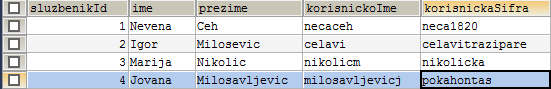 sluzbenikId ime prezime korisnickoIme korisnickaSifra
1 Nevena Ceh necaceh neca1820
2 Igor Milosevic celavi celavitrazipare
3 Marija Nikolic nikolicm nikolicka
4 Jovana Milosavljevic milosavljevicj pokahontas